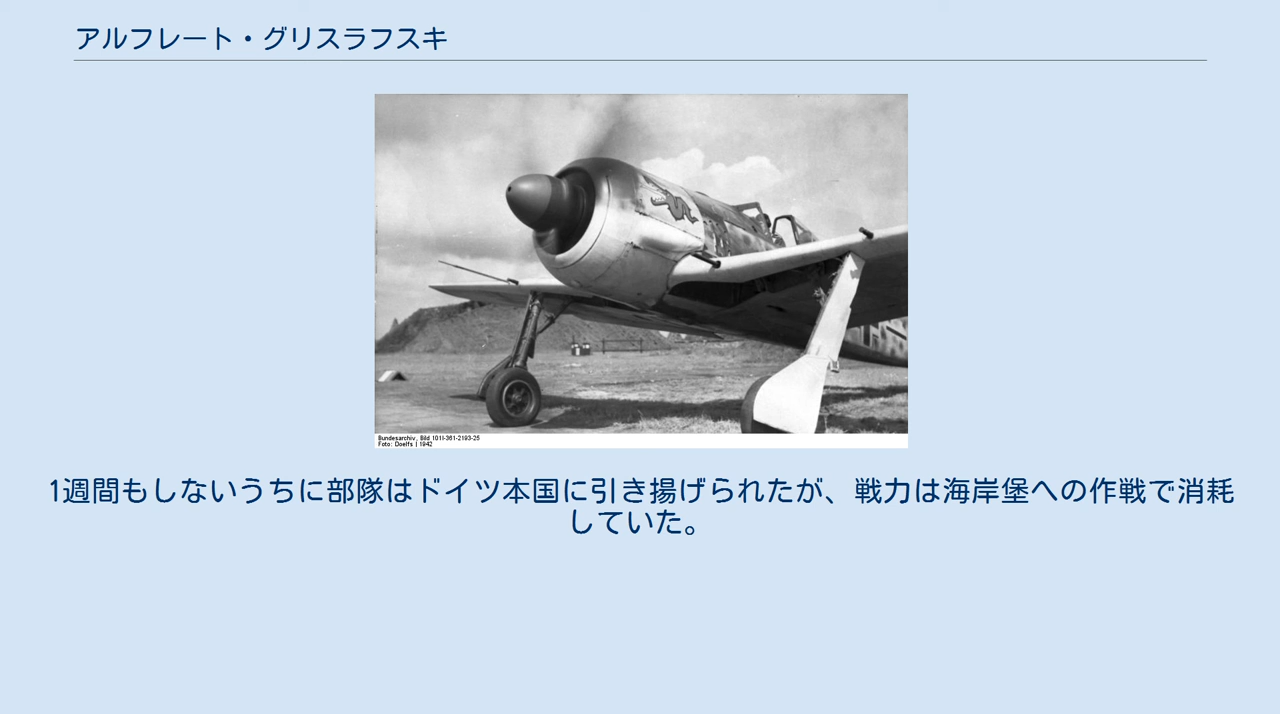 アルフレート・グリスラフスキ
Bundesarchiv, Bild 101I-361-2193-25
Foto: Doelfs | 1942
1週間もしないうちに部隊はドイツ本国に引き揚げられたが、戦力は海岸堡への作戦で消耗
していた。